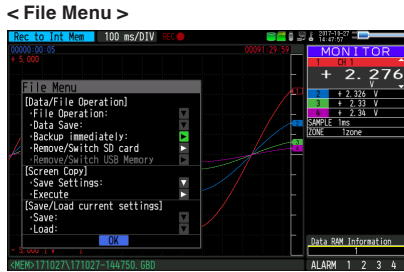 < File Menu >
Rec to Int Mem 100 ms/DIV REC 2017-10-27 14:47:57
00000:00:05 00091:29:59
+ 5.000
MONITOR
1 CH 1
+ 2. 276
V
2 + 2.326 V
3 + 2.33 V
4 + 2.34 V
SAMPLE 1ms
ZONE 1zone
File Menu
[Data/File Operation]
·File Operation:
·Data Save:
·Backup immediately:
·Remove/Switch SD card
·Remove/Switch USB Memory
[Screen Copy]
·Save Settings:
·Execute
[Save/Load current settings]
·Save:
·Load:
OK
- 5.000 [ V ]
Data RAM Information
1
<MEM>171027\171027-144750.GBD
ALARM 1 2 3 4